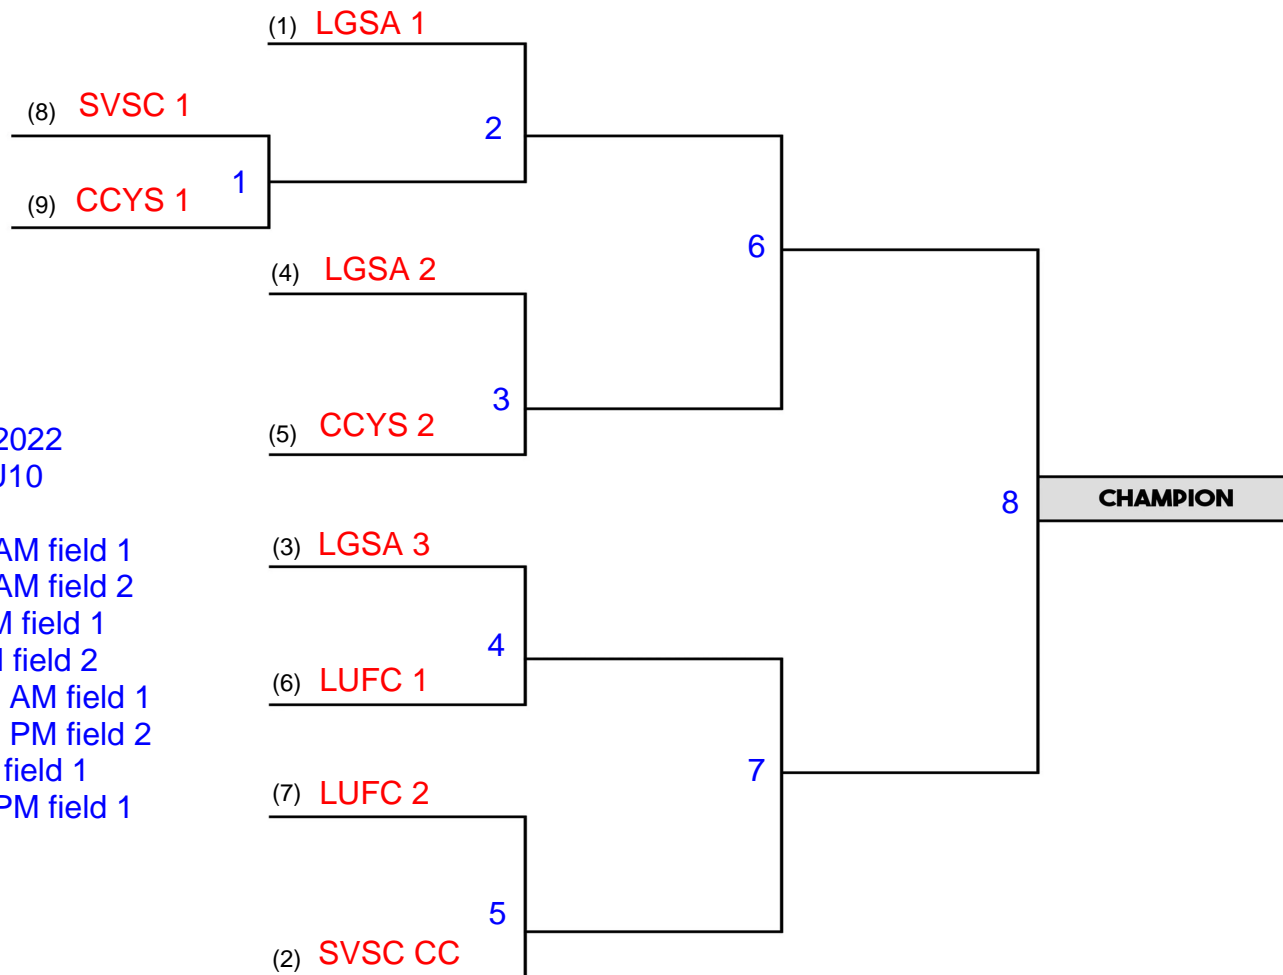 (1) LGSA 1
(8) SVSC 1
2
1
(9) CCYS 1
6
(4) LGSA 2
3
(5) CCYS 2
2022
U10
8
CHAMPION
AM field 1
(3) LGSA 3
AM field 2
field 1
4
field 2
(6) LUFC 1
AM field 1
PM field 2
7
field 1
(7) LUFC 2
PM field 1
5
(2) SVSC CC